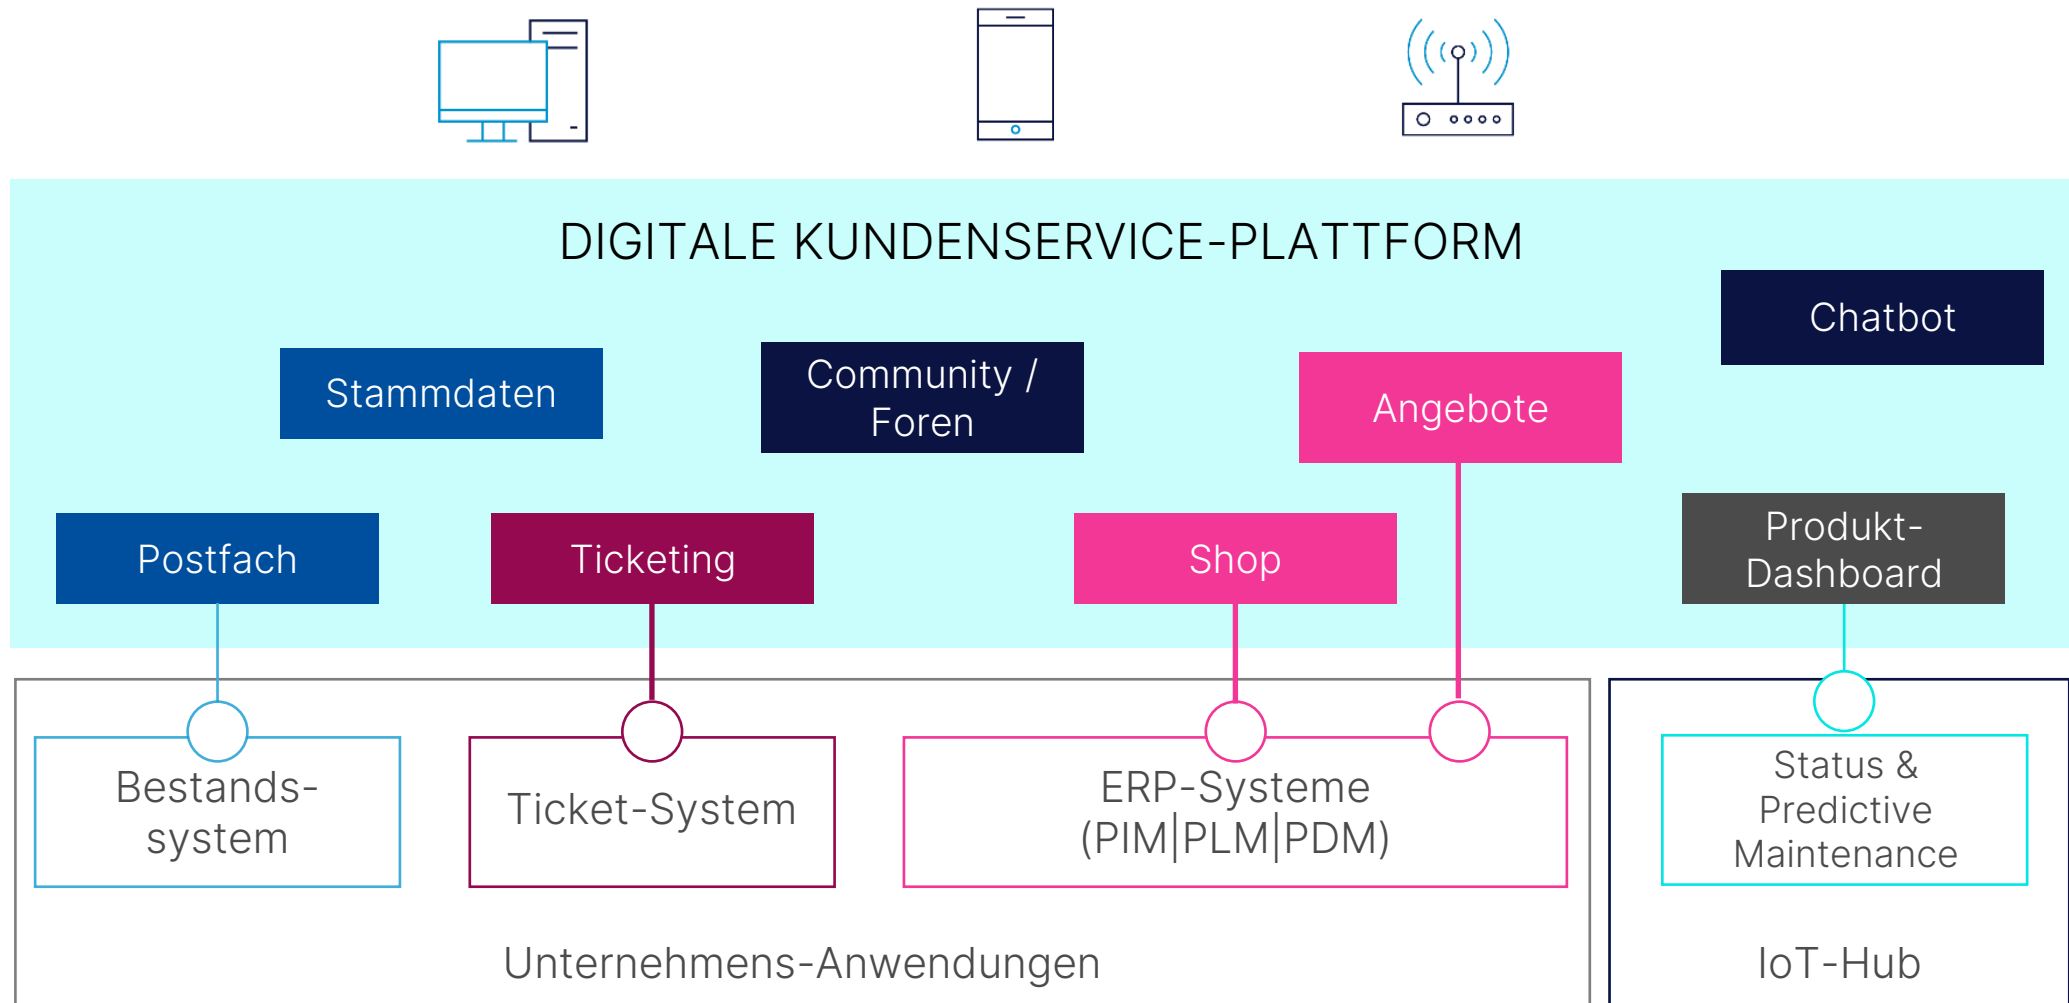 DIGITALE KUNDENSERVICE-PLATTFORM
Chatbot
Stammdaten
Community /
Foren
Angebote
Postfach
Ticketing
Shop
Produkt-
Dashboard
Bestands-
system
Ticket-System
ERP-Systeme
(PIM|PLM|PDM)
Status &
Predictive
Maintenance
Unternehmens-Anwendungen
IoT-Hub